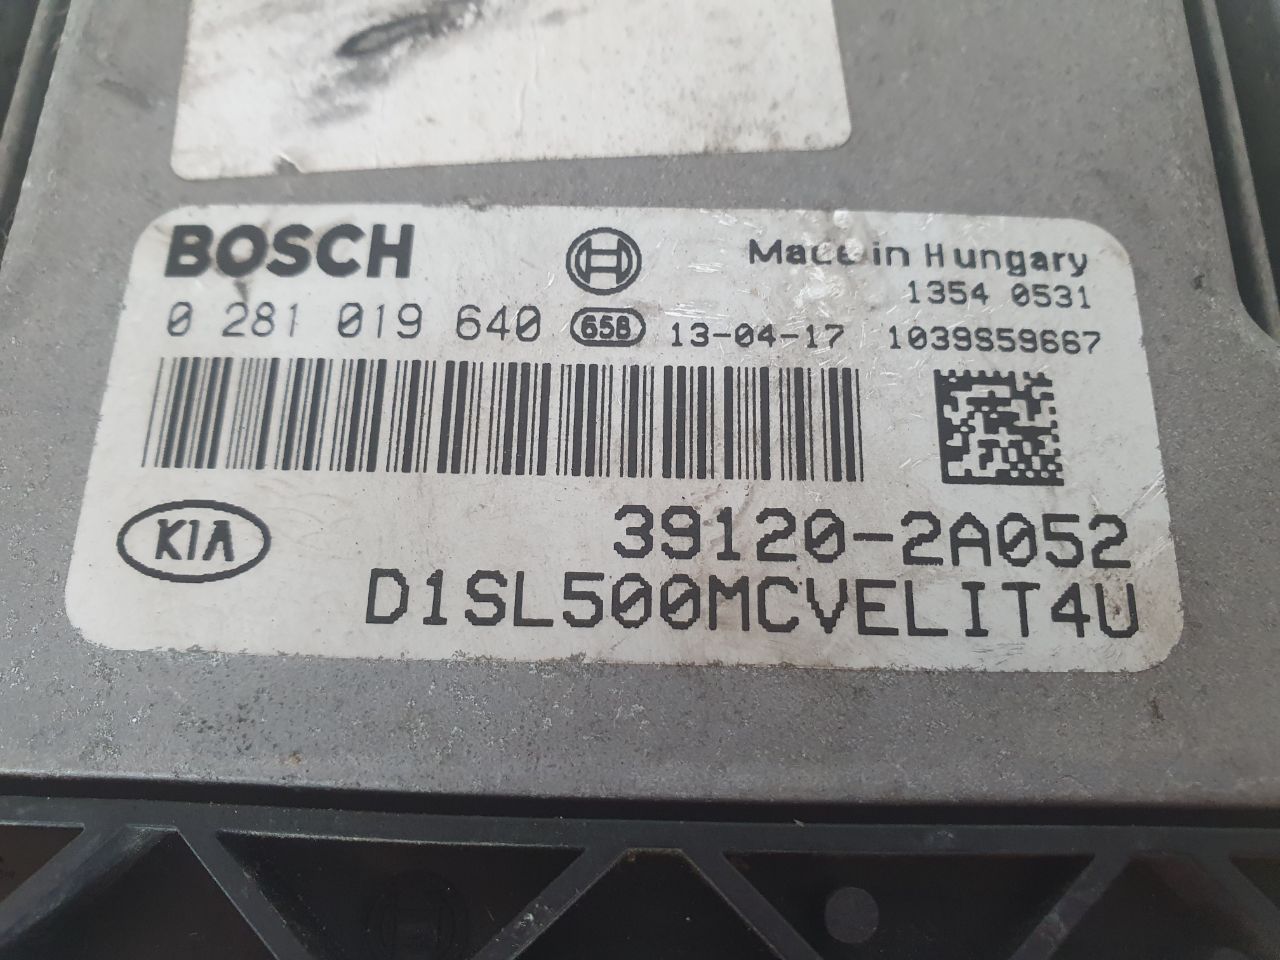 BOSCH
Made in Hungary
1354 0531
0 281 019 640 658 13-04-17 1039S59667
KIA
39120-2A052
D1SL500MCVELIT4U